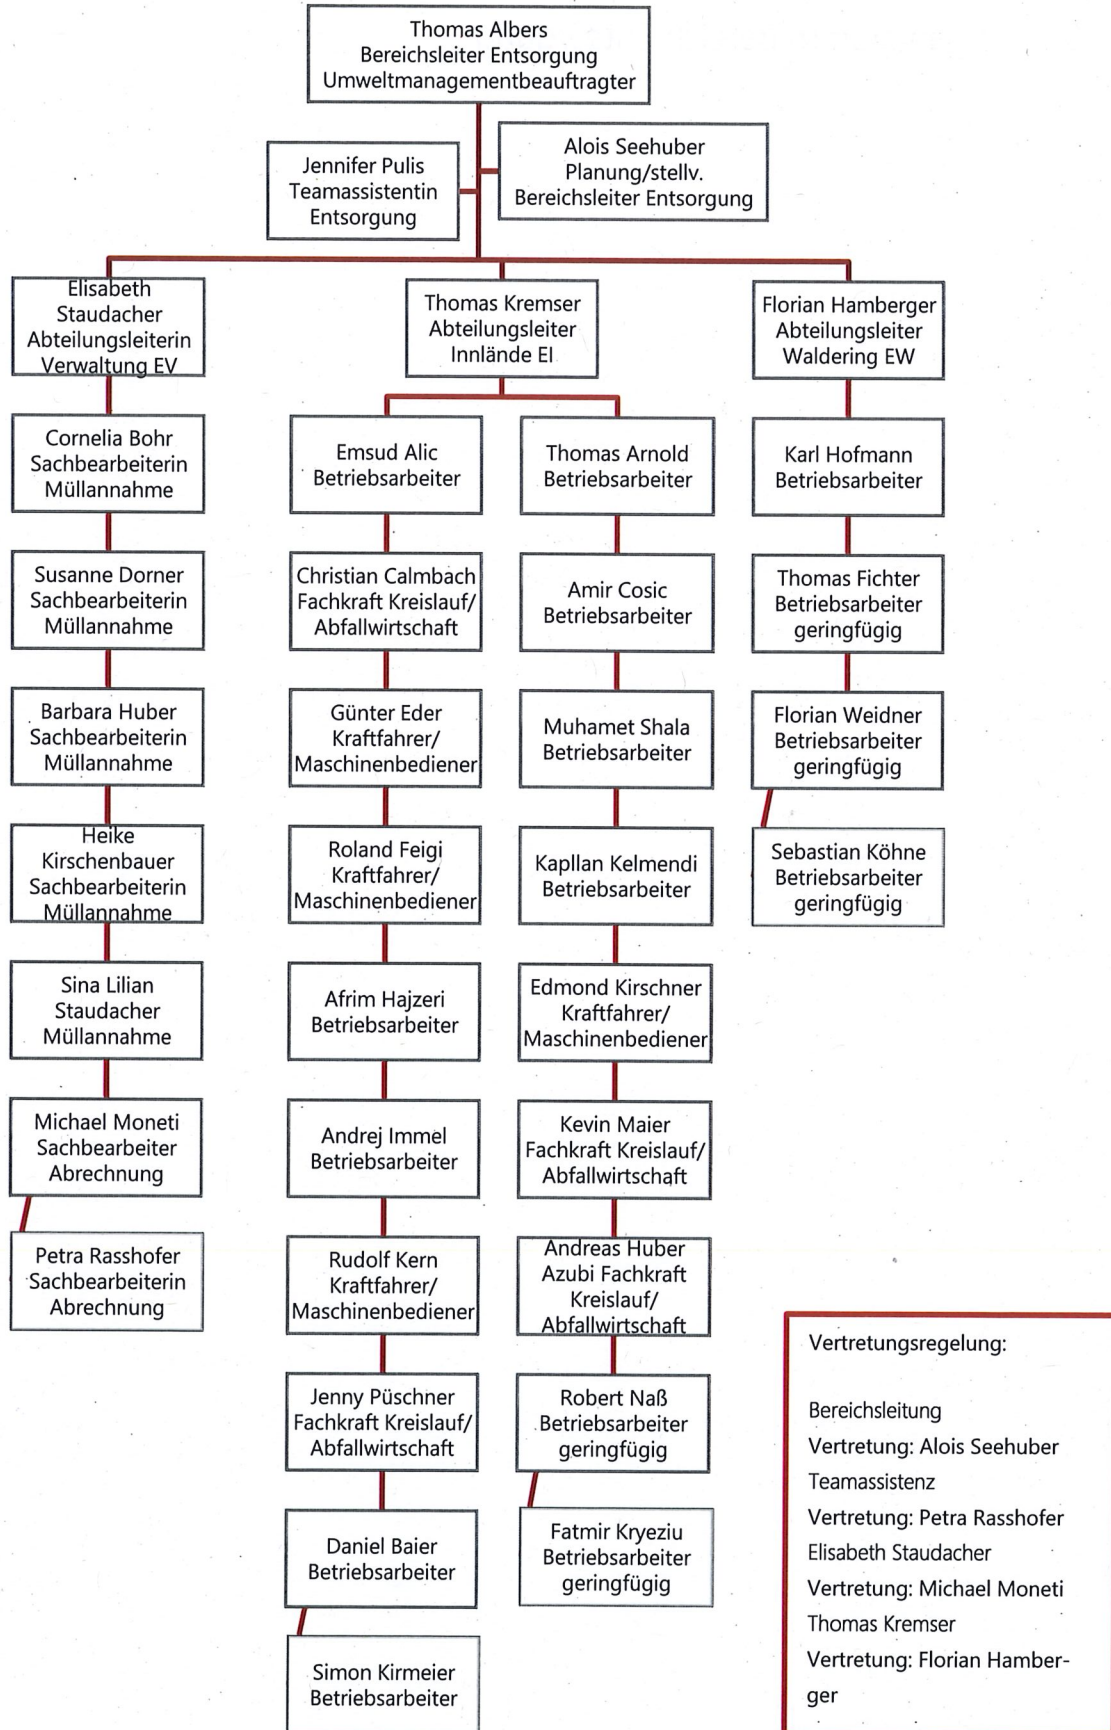 Thomas Albers
Bereichsleiter Entsorgung
Umweltmanagementbeauftragter
Jennifer Pulis
Teamassistentin
Entsorgung
Alois Seehuber
Planung/stellv.
Bereichsleiter Entsorgung
Elisabeth
Staudacher
Abteilungsleiterin
Verwaltung EV
Cornelia Bohr
Sachbearbeiterin
Müllannahme
Susanne Dorner
Sachbearbeiterin
Müllannahme
Barbara Huber
Sachbearbeiterin
Müllannahme
Heike
Kirschenbauer
Sachbearbeiterin
Müllannahme
Sina Lilian
Staudacher
Müllannahme
Michael Moneti
Sachbearbeiter
Abrechnung
Petra Rasshofer
Sachbearbeiterin
Abrechnung
Thomas Kremser
Abteilungsleiter
Innlände EI
Emsud Alic
Betriebsarbeiter
Christian Calmbach
Fachkraft Kreislauf/
Abfallwirtschaft
Günter Eder
Kraftfahrer/
Maschinenbediener
Roland Feigi
Kraftfahrer/
Maschinenbediener
Afrim Hajzeri
Betriebsarbeiter
Andrej Immel
Betriebsarbeiter
Rudolf Kern
Kraftfahrer/
Maschinenbediener
Jenny Püschner
Fachkraft Kreislauf/
Abfallwirtschaft
Daniel Baier
Betriebsarbeiter
Simon Kirmeier
Betriebsarbeiter
Thomas Arnold
Betriebsarbeiter
Amir Cosic
Betriebsarbeiter
Muhamet Shala
Betriebsarbeiter
Kapllan Kelmendi
Betriebsarbeiter
Edmond Kirschner
Kraftfahrer/
Maschinenbediener
Kevin Maier
Fachkraft Kreislauf/
Abfallwirtschaft
Andreas Huber
Azubi Fachkraft
Kreislauf/
Abfallwirtschaft
Robert Naß
Betriebsarbeiter
geringfügig
Fatmir Kryeziu
Betriebsarbeiter
geringfügig
Florian Hamberger
Abteilungsleiter
Waldering EW
Karl Hofmann
Betriebsarbeiter
Thomas Fichter
Betriebsarbeiter
geringfügig
Florian Weidner
Betriebsarbeiter
geringfügig
Sebastian Köhne
Betriebsarbeiter
geringfügig
Vertretungsregelung:
Bereichsleitung
Vertretung: Alois Seehuber
Teamassistenz
Vertretung: Petra Rasshofer
Elisabeth Staudacher
Vertretung: Michael Moneti
Thomas Kremser
Vertretung: Florian Hamber-
ger